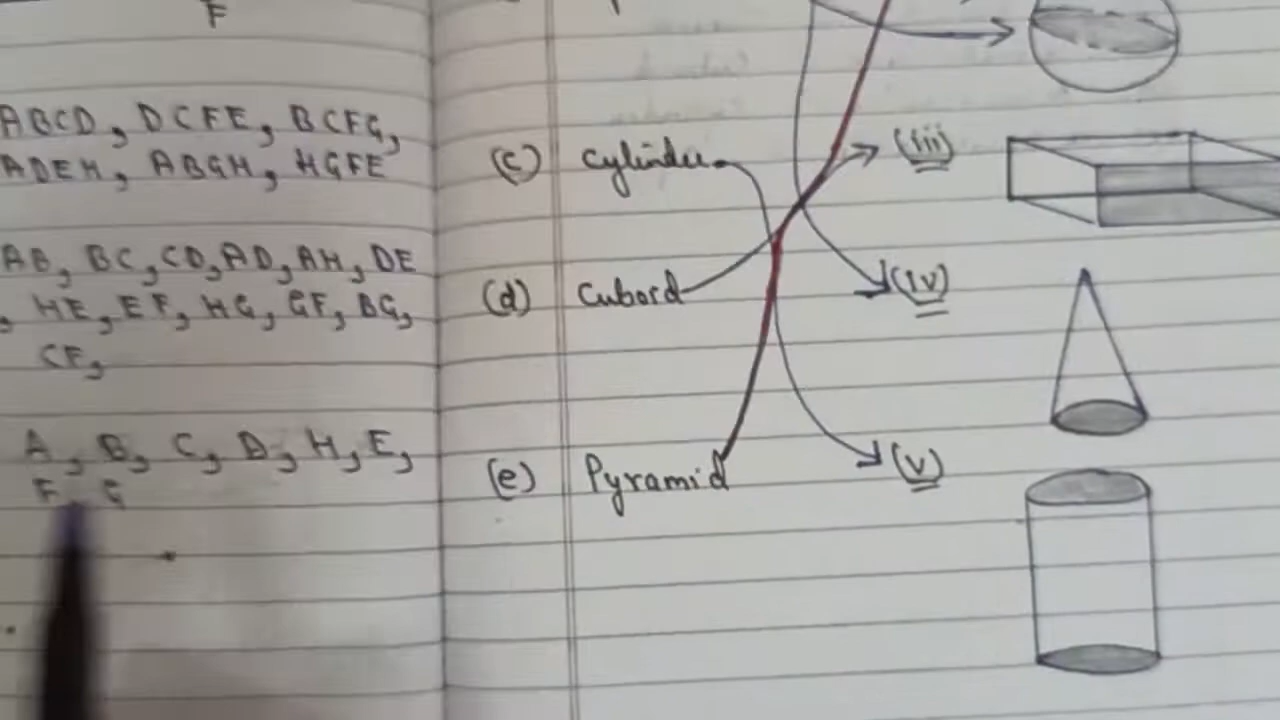 F
ABCD, DCFE, BCFG,
ADEH, ABGH, HGFE
AB, BC, CD, AD, AH, DE
, HE, EF, HG, GF, BG,
CF,
A, B, C, D, H, E,
F, G
(c) Cylinder (iii)
(d) Cuboid (iv)
(e) Pyramid (v)